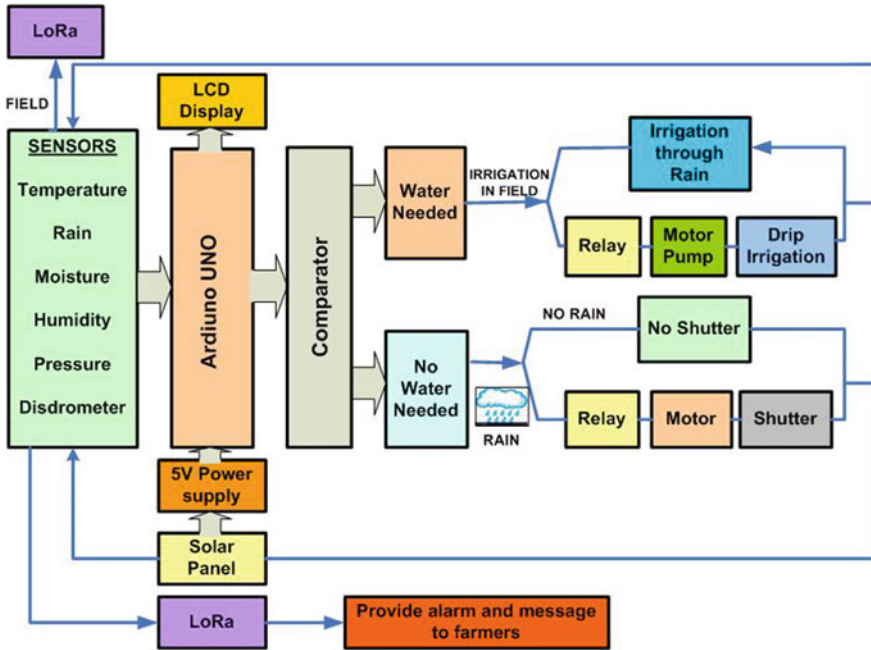 LoRa
FIELD
SENSORS
Temperature
Rain
Moisture
Humidity
Pressure
Disdrometer
LCD
Display
Ardiuno UNO
5V Power
supply
Solar
Panel
Comparator
Water
Needed
IRRIGATION
IN FIELD
Irrigation
through
Rain
Relay
Motor
Pump
Drip
Irrigation
No
Water
Needed
NO RAIN
RAIN
No Shutter
Relay
Motor
Shutter
LoRa
Provide alarm and message
to farmers